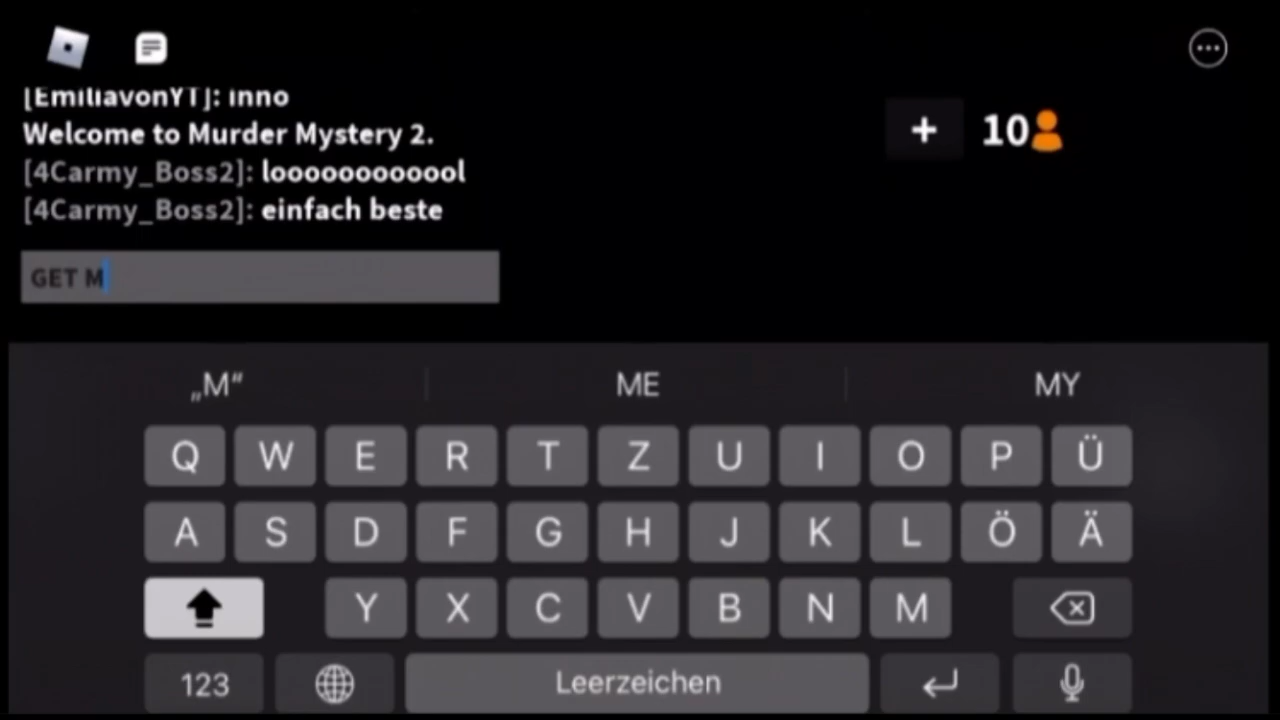 [EmiliavonYT]: inno
Welcome to Murder Mystery 2.
[4Carmy_Boss2]: looooooooooool
[4Carmy_Boss2]: einfach beste
+ 10
GET M
„M“ ME MY
Q W E R T Z U I O P Ü
A S D F G H J K L Ö Ä
Y X C V B N M
123 Leerzeichen